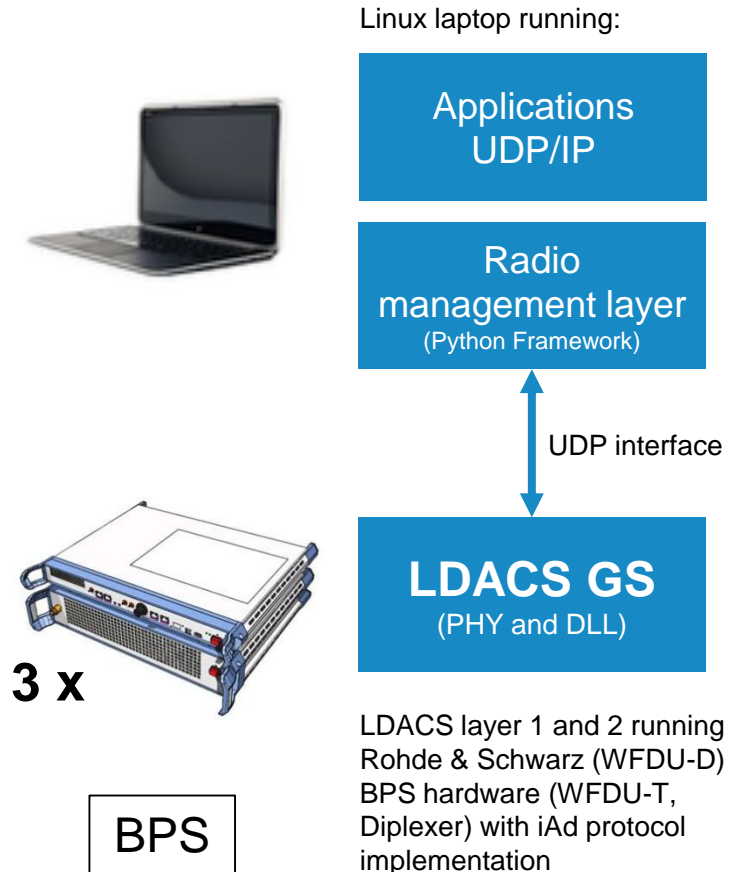 Linux laptop running:
Applications
UDP/IP
Radio
management layer
(Python Framework)
UDP interface
LDACS GS
(PHY and DLL)
3 x
LDACS layer 1 and 2 running
Rohde & Schwarz (WFDU-D)
BPS hardware (WFDU-T,
Diplexer) with iAd protocol
implementation
BPS